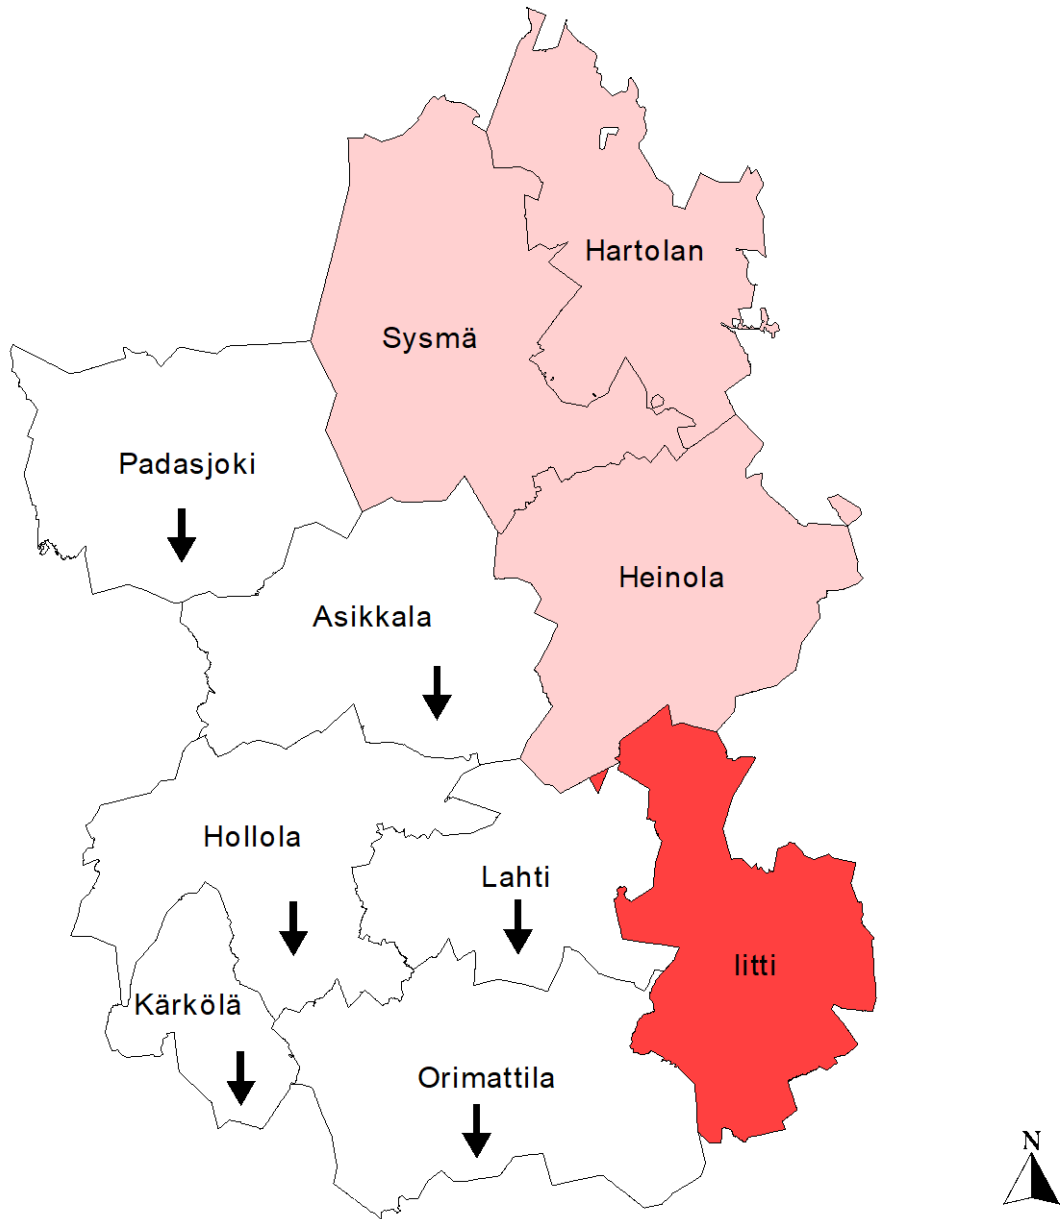 Hartolan
Sysmä
Padasjoki
Heinola
Asikkala
Hollola
Lahti
Iitti
Kärkölä
Orimattila
N